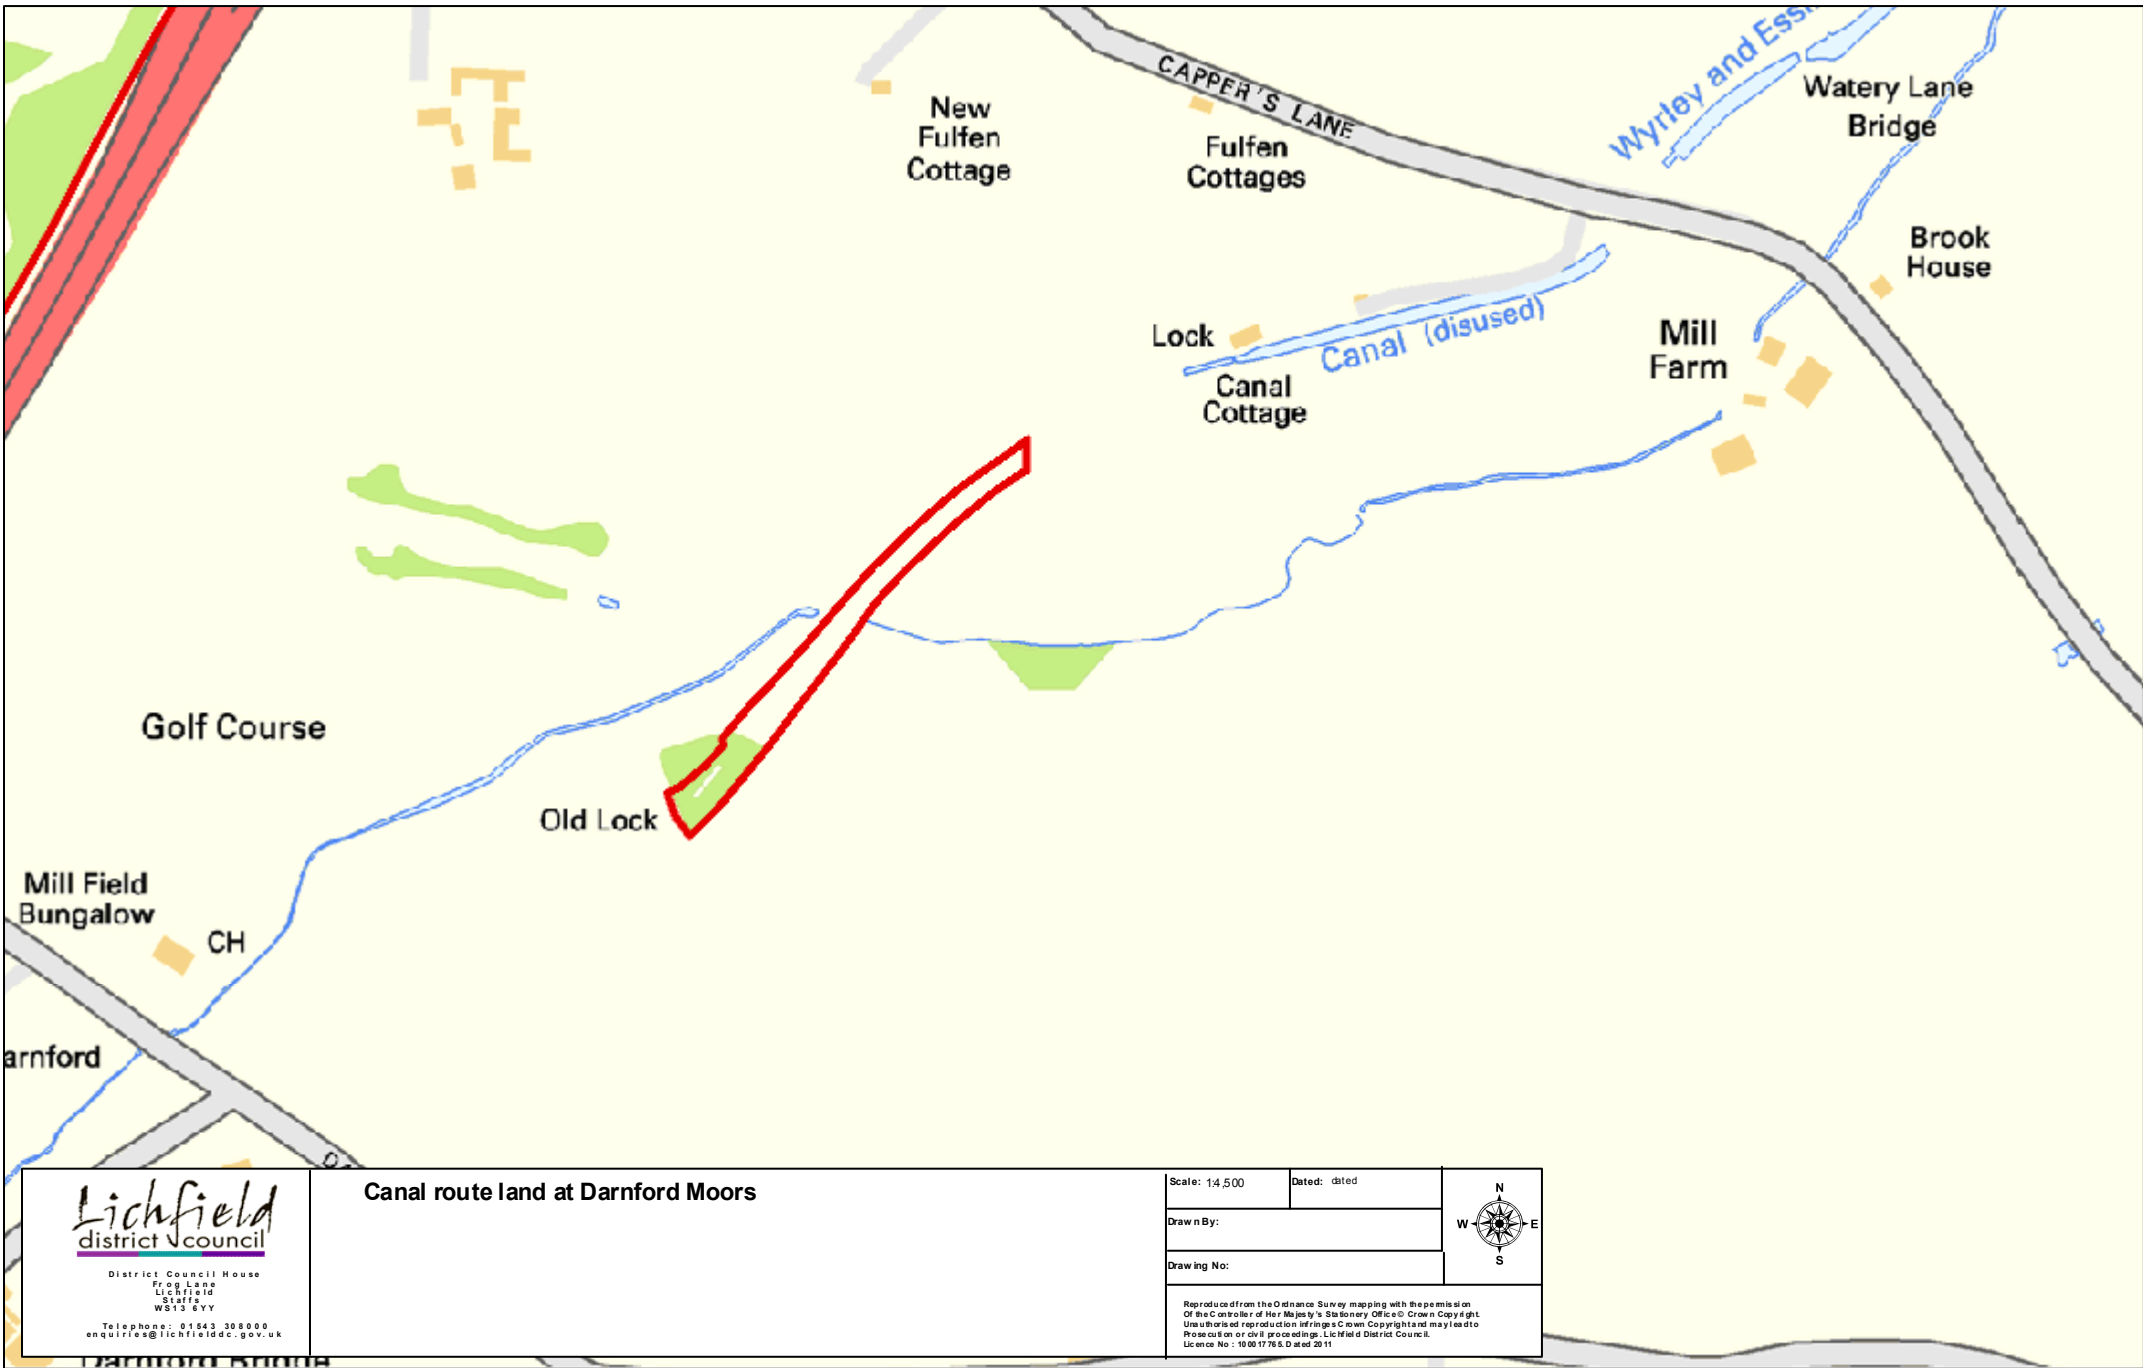 CAPPER'S LANE
Wyrley and Essi
Watery Lane
Bridge
New
Fulfen
Cottage
Fulfen
Cottages
Brook
House
Lock
Canal (disused)
Mill
Farm
Canal
Cottage
Golf Course
Old Lock
Mill Field
Bungalow
CH
arnford
Darnford Bridge
Lichfield
district council
District Council House
Frog Lane
Lichfield
Staffs
WS13 6YY
Telephone: 01543 308000
enquiries@lichfielddc.gov.uk
Canal route land at Darnford Moors
Scale: 1:4,500
Dated: dated
Drawn By:
Drawing No:
N
W E
S
Reproduced from the Ordnance Survey mapping with the permission
Of the Controller of Her Majesty's Stationery Office © Crown Copyright.
Unauthorised reproduction infringes Crown Copyright and may lead to
Prosecution or civil proceedings. Lichfield District Council.
Licence No : 100017765. Dated 2011